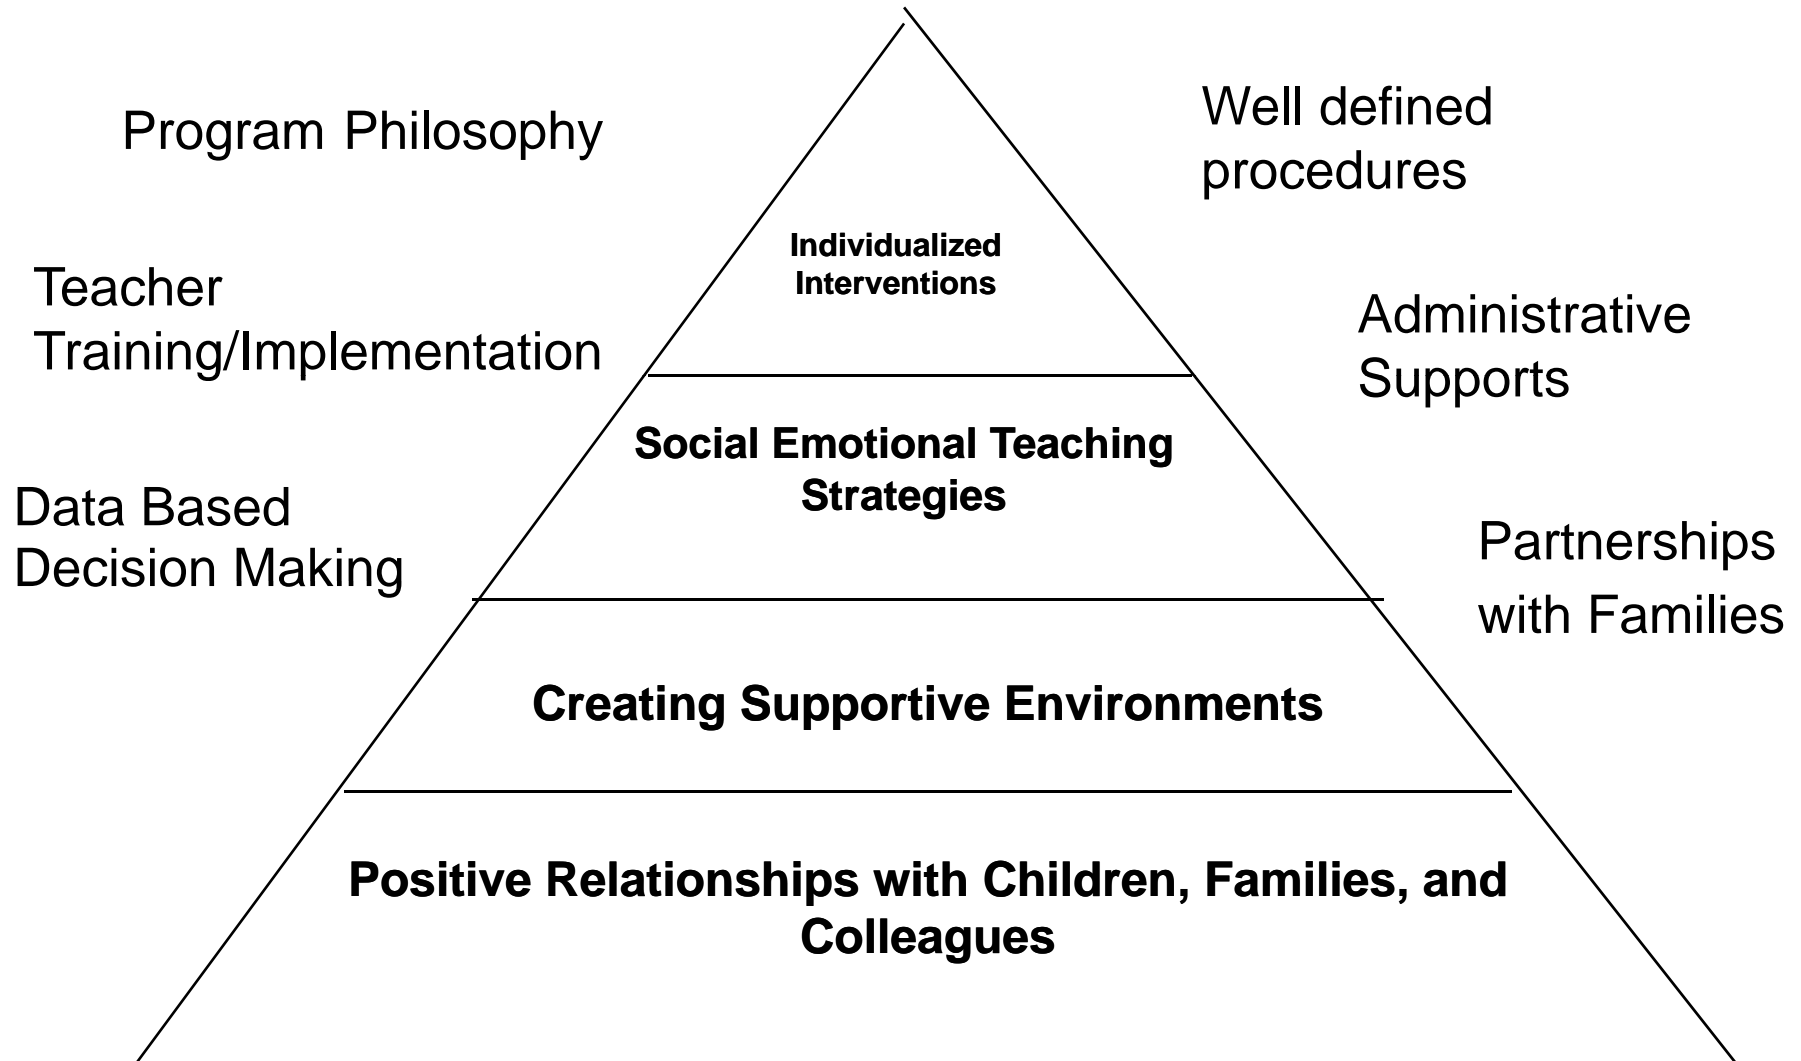 Program Philosophy
Well defined
procedures
Individualized
Interventions
Teacher
Training/Implementation
Administrative
Supports
Social Emotional Teaching
Strategies
Data Based
Decision Making
Partnerships
with Families
Creating Supportive Environments
Positive Relationships with Children, Families, and
Colleagues